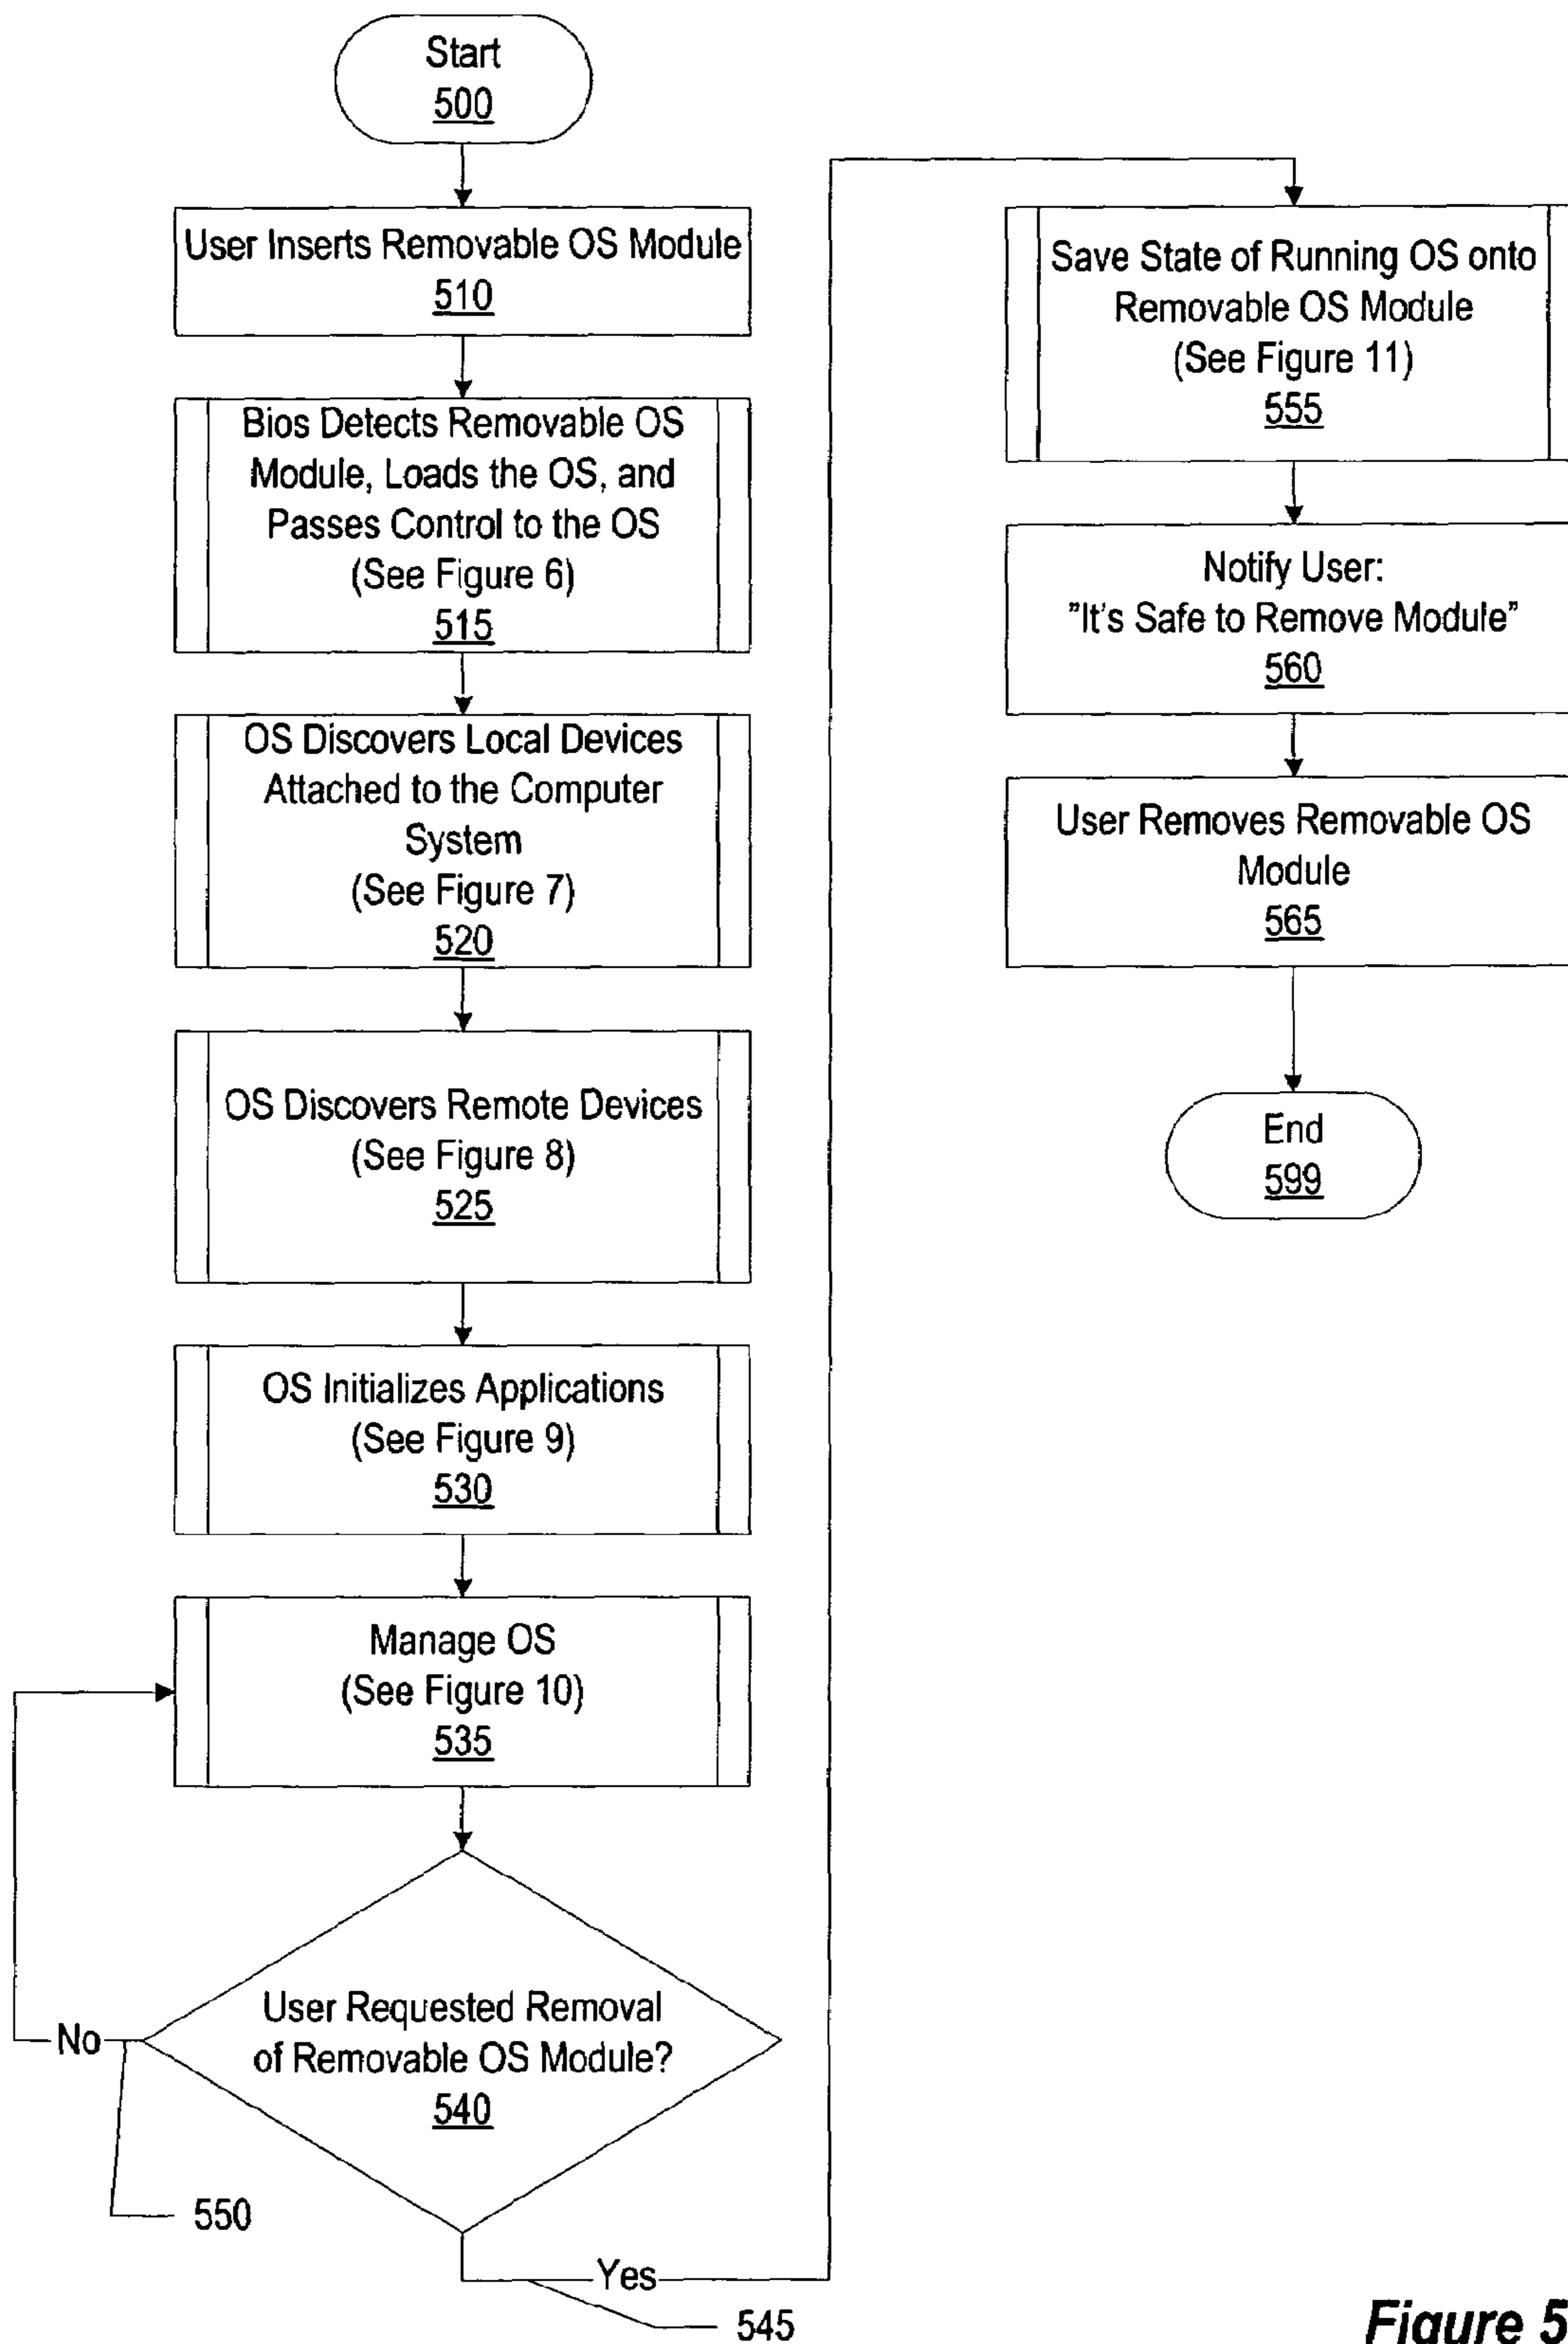 Start
500
User Inserts Removable OS Module
510
Bios Detects Removable OS
Module, Loads the OS, and
Passes Control to the OS
(See Figure 6)
515
OS Discovers Local Devices
Attached to the Computer
System
(See Figure 7)
520
OS Discovers Remote Devices
(See Figure 8)
525
OS Initializes Applications
(See Figure 9)
530
Manage OS
(See Figure 10)
535
User Requested Removal
of Removable OS Module?
540
No
550
Yes
545
Save State of Running OS onto
Removable OS Module
(See Figure 11)
555
Notify User:
"It's Safe to Remove Module"
560
User Removes Removable OS
Module
565
End
599
Figure 5